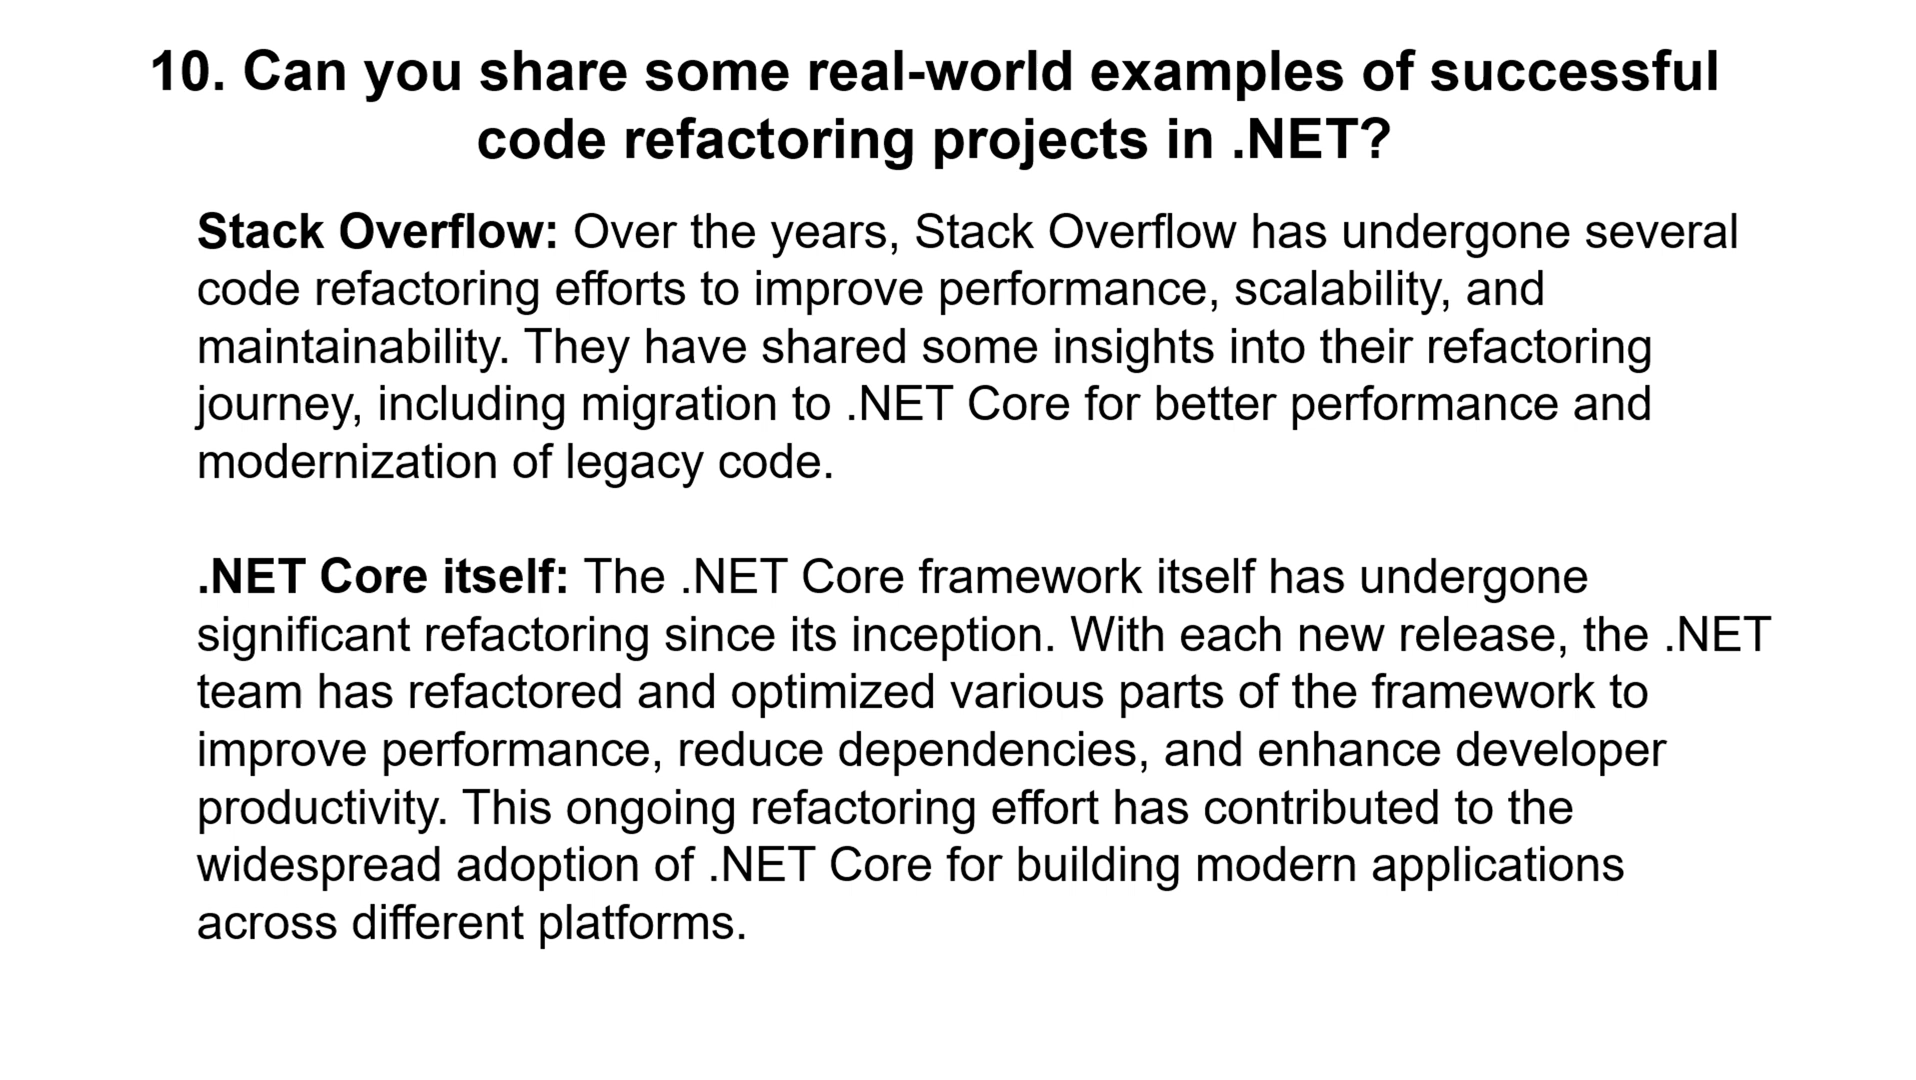 10. Can you share some real-world examples of successful
code refactoring projects in .NET?
Stack Overflow: Over the years, Stack Overflow has undergone several
code refactoring efforts to improve performance, scalability, and
maintainability. They have shared some insights into their refactoring
journey, including migration to .NET Core for better performance and
modernization of legacy code.
.NET Core itself: The .NET Core framework itself has undergone
significant refactoring since its inception. With each new release, the .NET
team has refactored and optimized various parts of the framework to
improve performance, reduce dependencies, and enhance developer
productivity. This ongoing refactoring effort has contributed to the
widespread adoption of .NET Core for building modern applications
across different platforms.